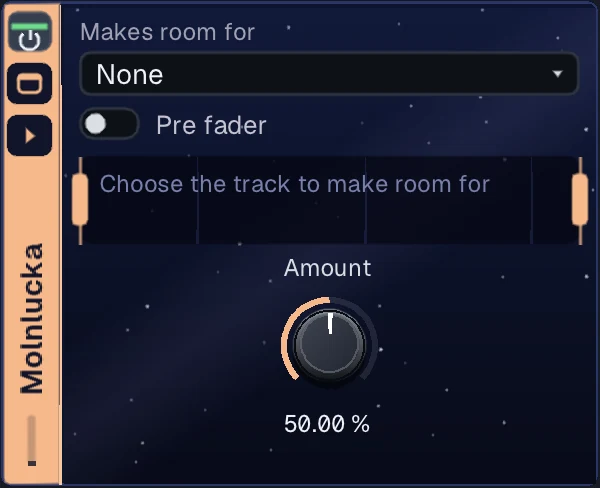 Makes room for
None
Pre fader
Choose the track to make room for
Amount
50.00 %
Molnlucka